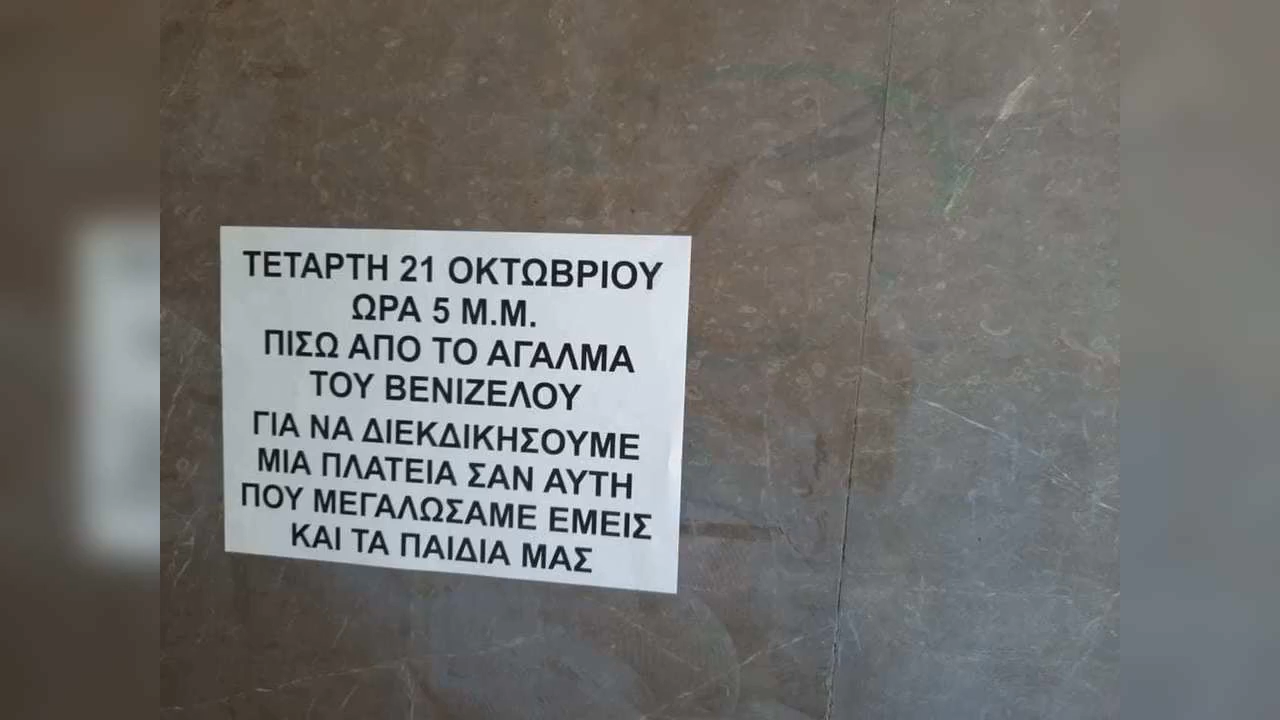 ΤΕΤΑΡΤΗ 21 ΟΚΤΩΒΡΙΟΥ
ΩΡΑ 5 Μ.Μ.
ΠΙΣΩ ΑΠΟ ΤΟ ΑΓΑΛΜΑ
ΤΟΥ ΒΕΝΙΖΕΛΟΥ
ΓΙΑ ΝΑ ΔΙΕΚΔΙΚΗΣΟΥΜΕ
ΜΙΑ ΠΛΑΤΕΙΑ ΣΑΝ ΑΥΤΗ
ΠΟΥ ΜΕΓΑΛΩΣΑΜΕ ΕΜΕΙΣ
ΚΑΙ ΤΑ ΠΑΙΔΙΑ ΜΑΣ